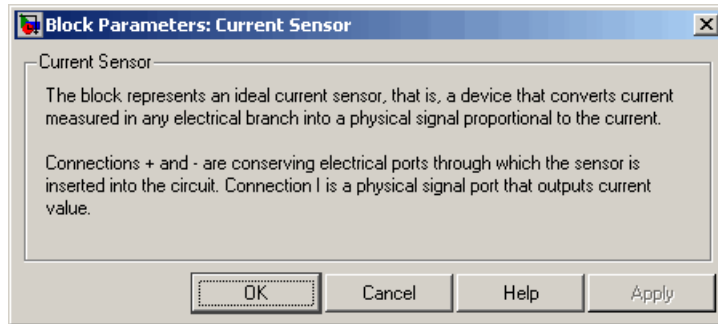 Block Parameters: Current Sensor
Current Sensor
The block represents an ideal current sensor, that is, a device that converts current
measured in any electrical branch into a physical signal proportional to the current.
Connections + and - are conserving electrical ports through which the sensor is
inserted into the circuit. Connection I is a physical signal port that outputs current
value.
OK Cancel Help Apply